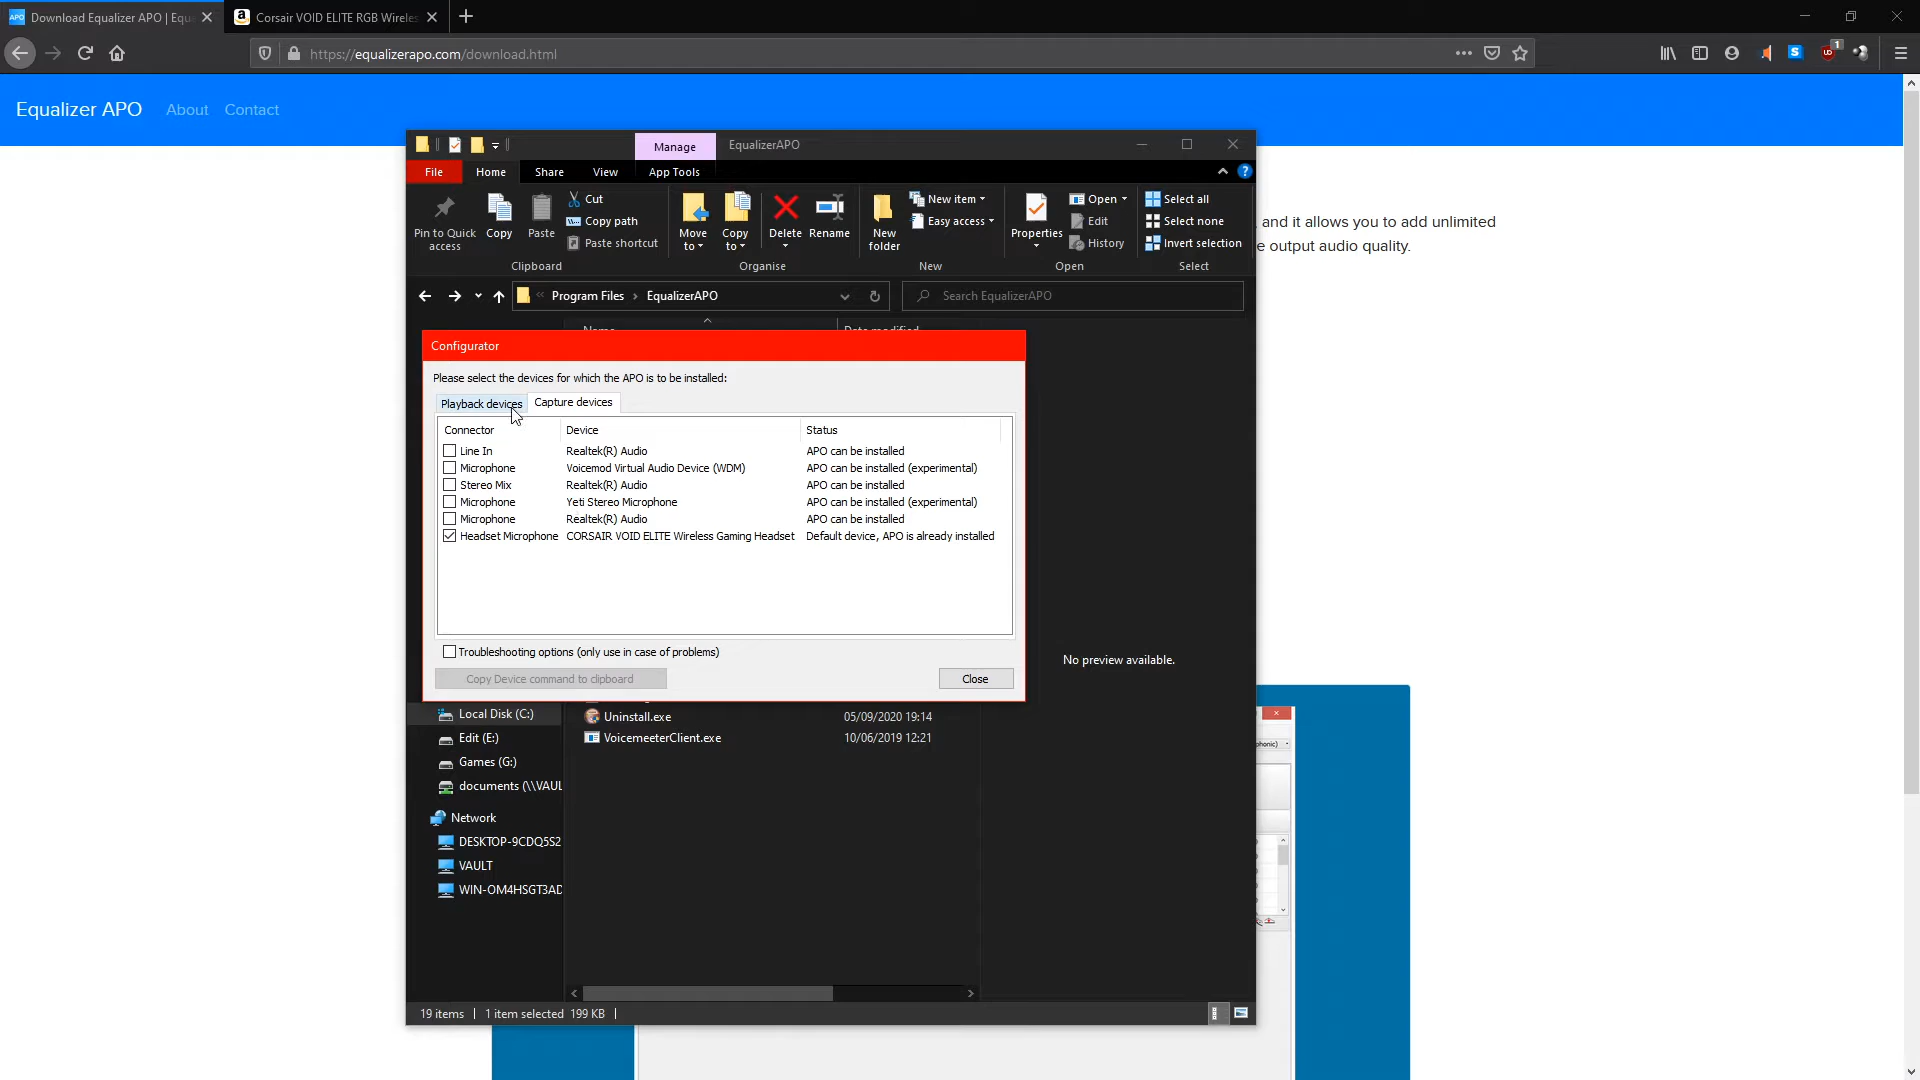 Download Equalizer APO | Equ
Corsair VOID ELITE RGB Wireles
https://equalizerapo.com/download.html
1
Equalizer APO
About
Contact
and it allows you to add unlimited
e output audio quality.
Manage
EqualizerAPO
File
Home
Share
View
App Tools
Pin to Quick access
Copy
Paste
Cut
Copy path
Paste shortcut
Clipboard
Move to
Copy to
Delete
Rename
Organise
New folder
New item
Easy access
New
Properties
Open
Edit
History
Open
Select all
Select none
Invert selection
Select
Program Files
EqualizerAPO
Search EqualizerAPO
Configurator
Please select the devices for which the APO is to be installed:
Playback devices
Capture devices
Connector Device Status
Line In Realtek(R) Audio APO can be installed
Microphone Voicemod Virtual Audio Device (WDM) APO can be installed (experimental)
Stereo Mix Realtek(R) Audio APO can be installed
Microphone Yeti Stereo Microphone APO can be installed (experimental)
Microphone Realtek(R) Audio APO can be installed
Headset Microphone CORSAIR VOID ELITE Wireless Gaming Headset Default device, APO is already installed
Troubleshooting options (only use in case of problems)
Copy Device command to clipboard
Close
No preview available.
Local Disk (C:)
Edit (E:)
Games (G:)
documents (\\VAUL
Network
DESKTOP-9CDQ5S2
VAULT
WIN-OM4HSGT3AD
Uninstall.exe 05/09/2020 19:14
VoicemeeterClient.exe 10/06/2019 12:21
phonic)
19 items
1 item selected 199 KB